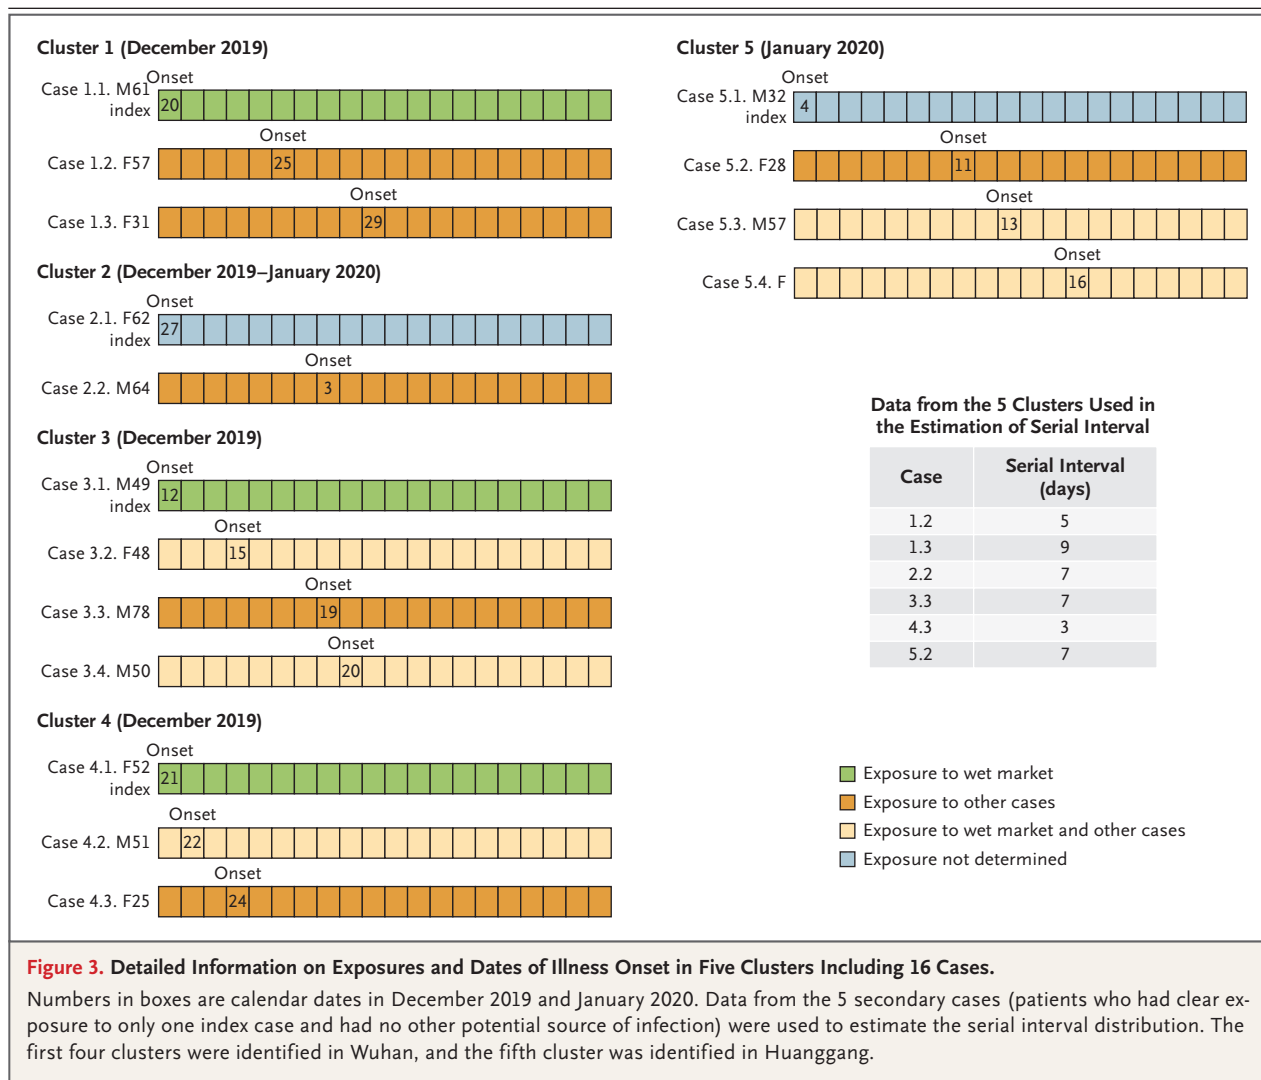 Cluster 1 (December 2019)
Onset
Case 1.1. M61
index
20
Onset
Case 1.2. F57
25
Onset
Case 1.3. F31
29
Cluster 2 (December 2019–January 2020)
Onset
Case 2.1. F62
index
27
Onset
Case 2.2. M64
3
Cluster 3 (December 2019)
Onset
Case 3.1. M49
index
12
Onset
Case 3.2. F48
15
Onset
Case 3.3. M78
19
Onset
Case 3.4. M50
20
Cluster 4 (December 2019)
Onset
Case 4.1. F52
index
21
Onset
Case 4.2. M51
22
Onset
Case 4.3. F25
24
Cluster 5 (January 2020)
Onset
Case 5.1. M32
index
4
Onset
Case 5.2. F28
11
Onset
Case 5.3. M57
13
Onset
Case 5.4. F
16
Data from the 5 Clusters Used in
the Estimation of Serial Interval
Case Serial Interval
(days)
1.2 5
1.3 9
2.2 7
3.3 7
4.3 3
5.2 7
Exposure to wet market
Exposure to other cases
Exposure to wet market and other cases
Exposure not determined
Figure 3. Detailed Information on Exposures and Dates of Illness Onset in Five Clusters Including 16 Cases.
Numbers in boxes are calendar dates in December 2019 and January 2020. Data from the 5 secondary cases (patients who had clear ex-
posure to only one index case and had no other potential source of infection) were used to estimate the serial interval distribution. The
first four clusters were identified in Wuhan, and the fifth cluster was identified in Huanggang.